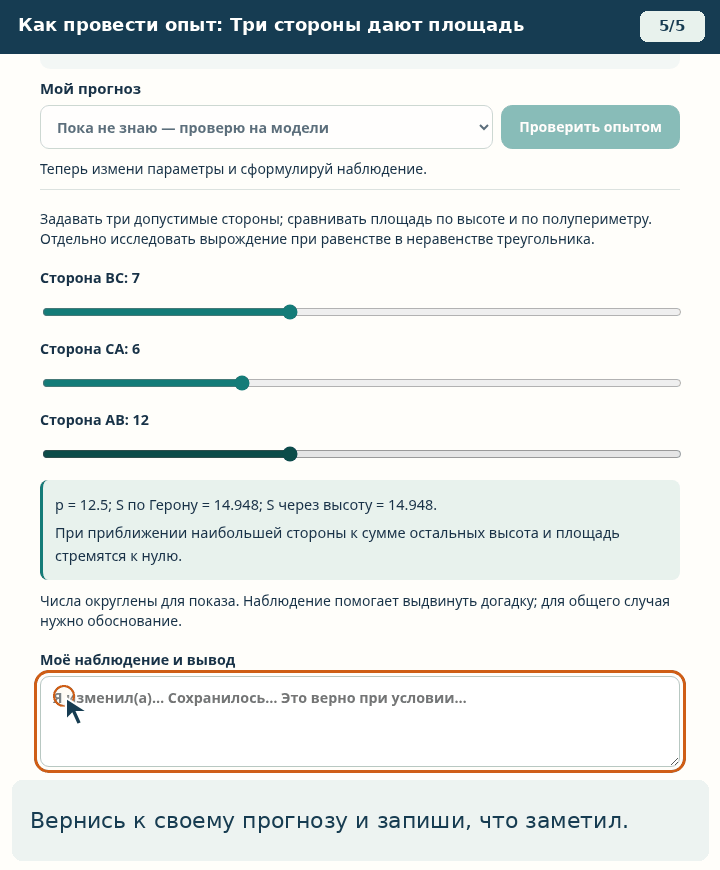 Как провести опыт: Три стороны дают площадь
5/5
Мой прогноз
Пока не знаю — проверю на модели
Проверить опытом
Теперь измени параметры и сформулируй наблюдение.
Задавать три допустимые стороны; сравнивать площадь по высоте и по полупериметру.
Отдельно исследовать вырождение при равенстве в неравенстве треугольника.
Сторона BC: 7
Сторона CA: 6
Сторона AB: 12
p = 12.5; S по Герону = 14.948; S через высоту = 14.948.
При приближении наибольшей стороны к сумме остальных высота и площадь
стремятся к нулю.
Числа округлены для показа. Наблюдение помогает выдвинуть догадку; для общего случая
нужно обоснование.
Моё наблюдение и вывод
Я изменил(а)... Сохранилось... Это верно при условии...
Вернись к своему прогнозу и запиши, что заметил.